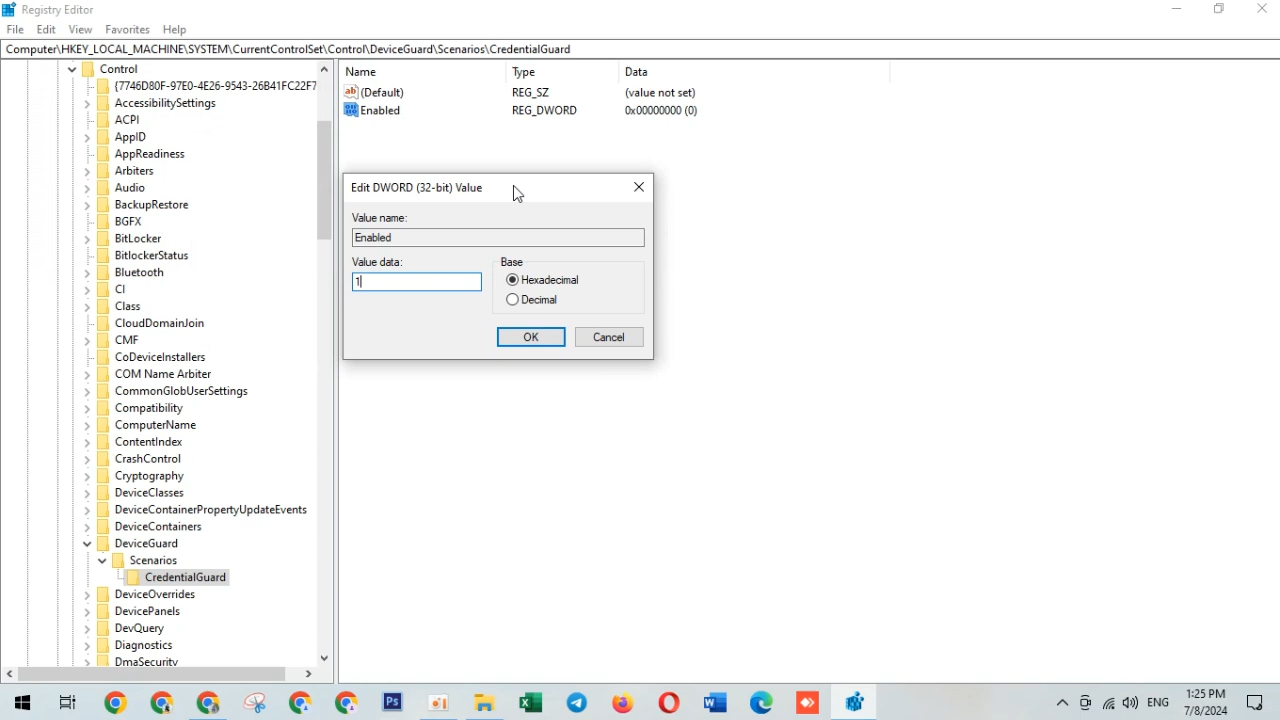 Registry Editor
File Edit View Favorites Help
Computer\HKEY_LOCAL_MACHINE\SYSTEM\CurrentControlSet\Control\DeviceGuard\Scenarios\CredentialGuard
Control
{7746D80F-97E0-4E26-9543-26B41FC22F7
AccessibilitySettings
ACPI
AppID
AppReadiness
Arbiters
Audio
BackupRestore
BGFX
BitLocker
BitlockerStatus
Bluetooth
CI
Class
CloudDomainJoin
CMF
CoDeviceInstallers
COM Name Arbiter
CommonGlobUserSettings
Compatibility
ComputerName
ContentIndex
CrashControl
Cryptography
DeviceClasses
DeviceContainerPropertyUpdateEvents
DeviceContainers
DeviceGuard
Scenarios
CredentialGuard
DeviceOverrides
DevicePanels
DevQuery
Diagnostics
DmaSecurity
Name Type Data
(Default) REG_SZ (value not set)
Enabled REG_DWORD 0x00000000 (0)
Edit DWORD (32-bit) Value
Value name:
Enabled
Value data:
1
Base
Hexadecimal
Decimal
OK Cancel
ENG
1:25 PM
7/8/2024